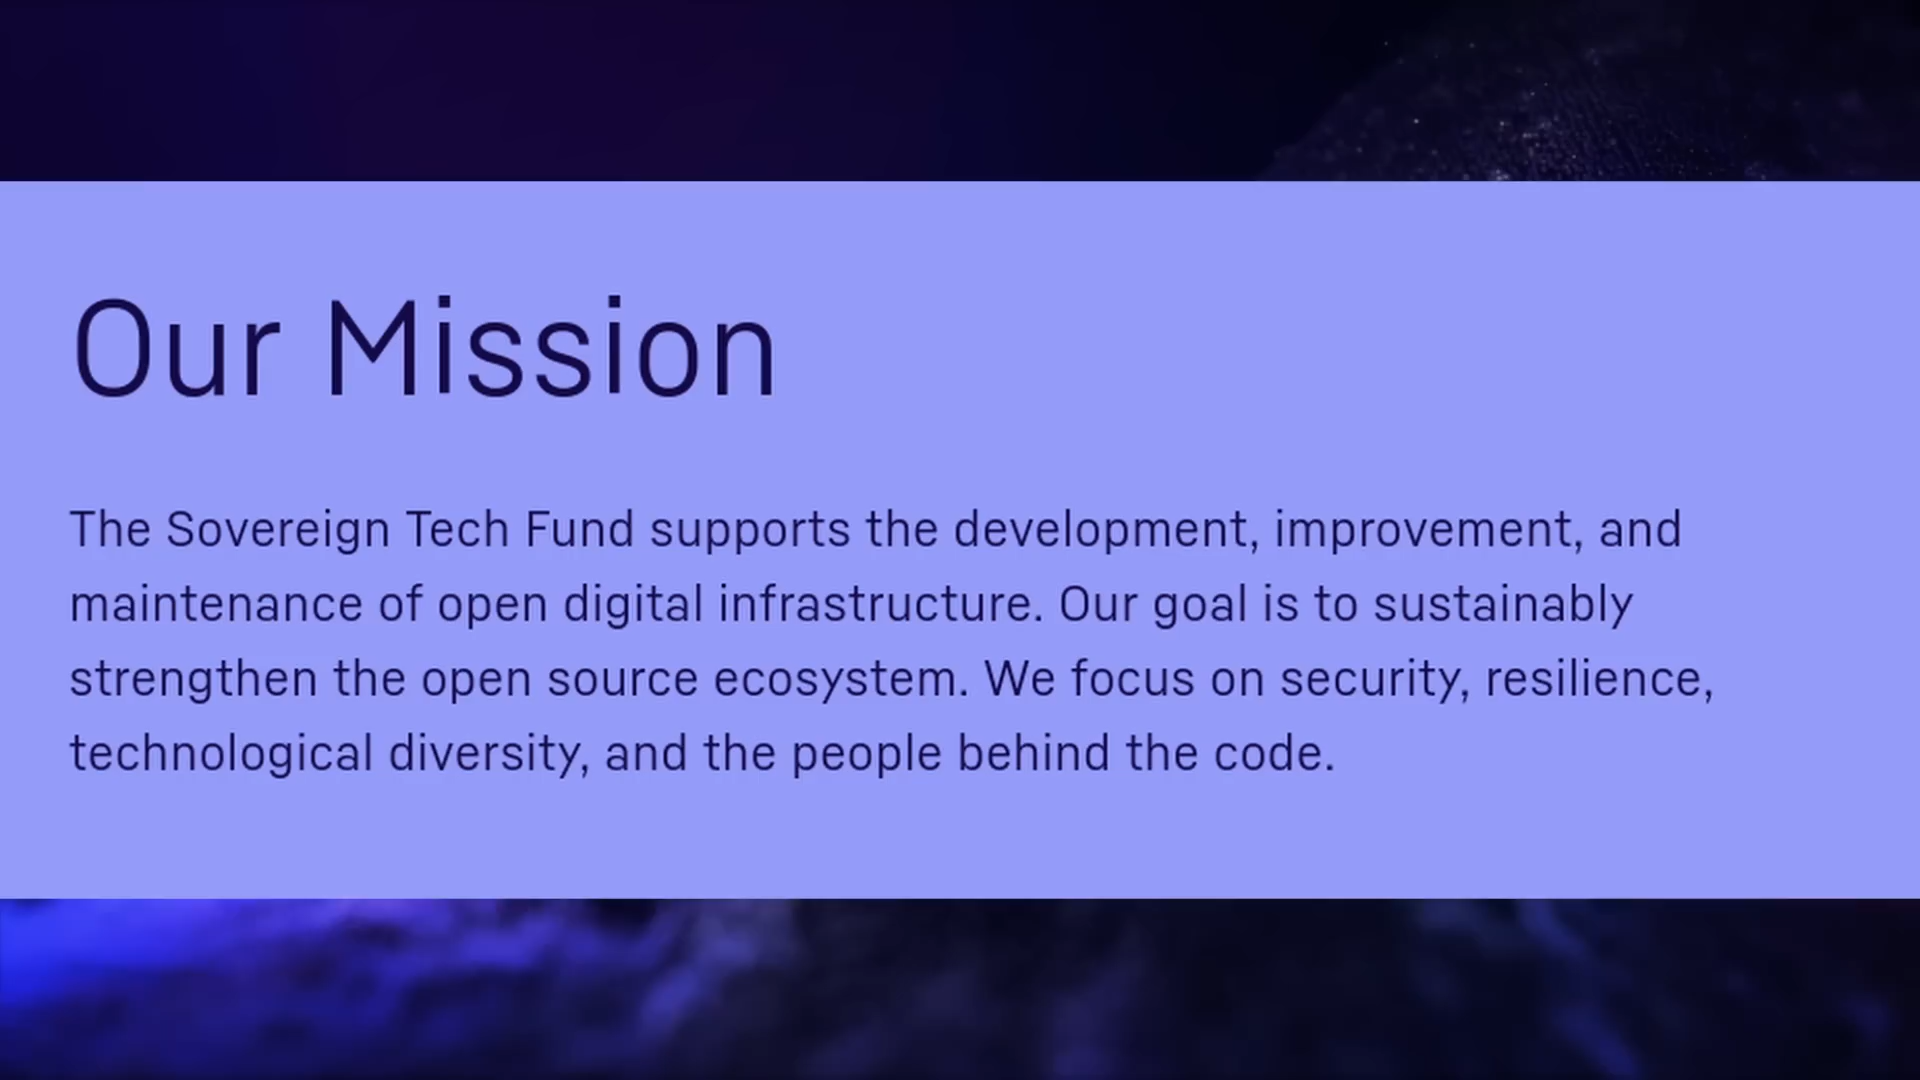 Our Mission
The Sovereign Tech Fund supports the development, improvement, and
maintenance of open digital infrastructure. Our goal is to sustainably
strengthen the open source ecosystem. We focus on security, resilience,
technological diversity, and the people behind the code.